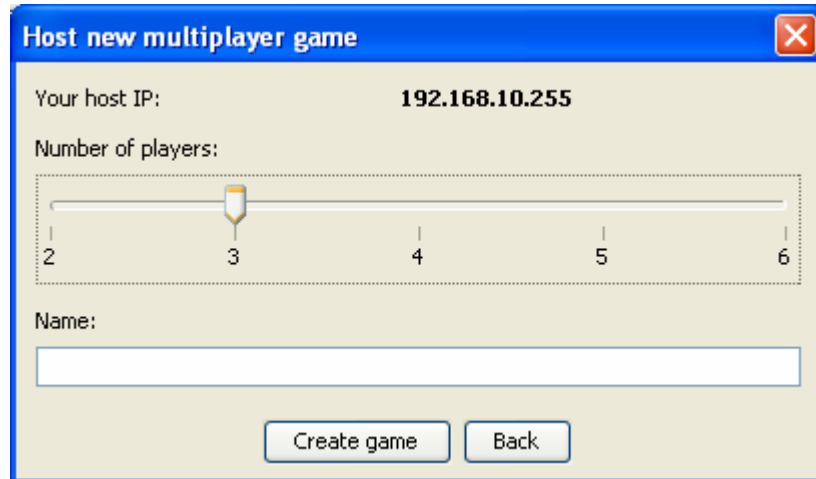 Host new multiplayer game
Your host IP: 192.168.10.255
Number of players:
2 3 4 5 6
Name:
Create game Back